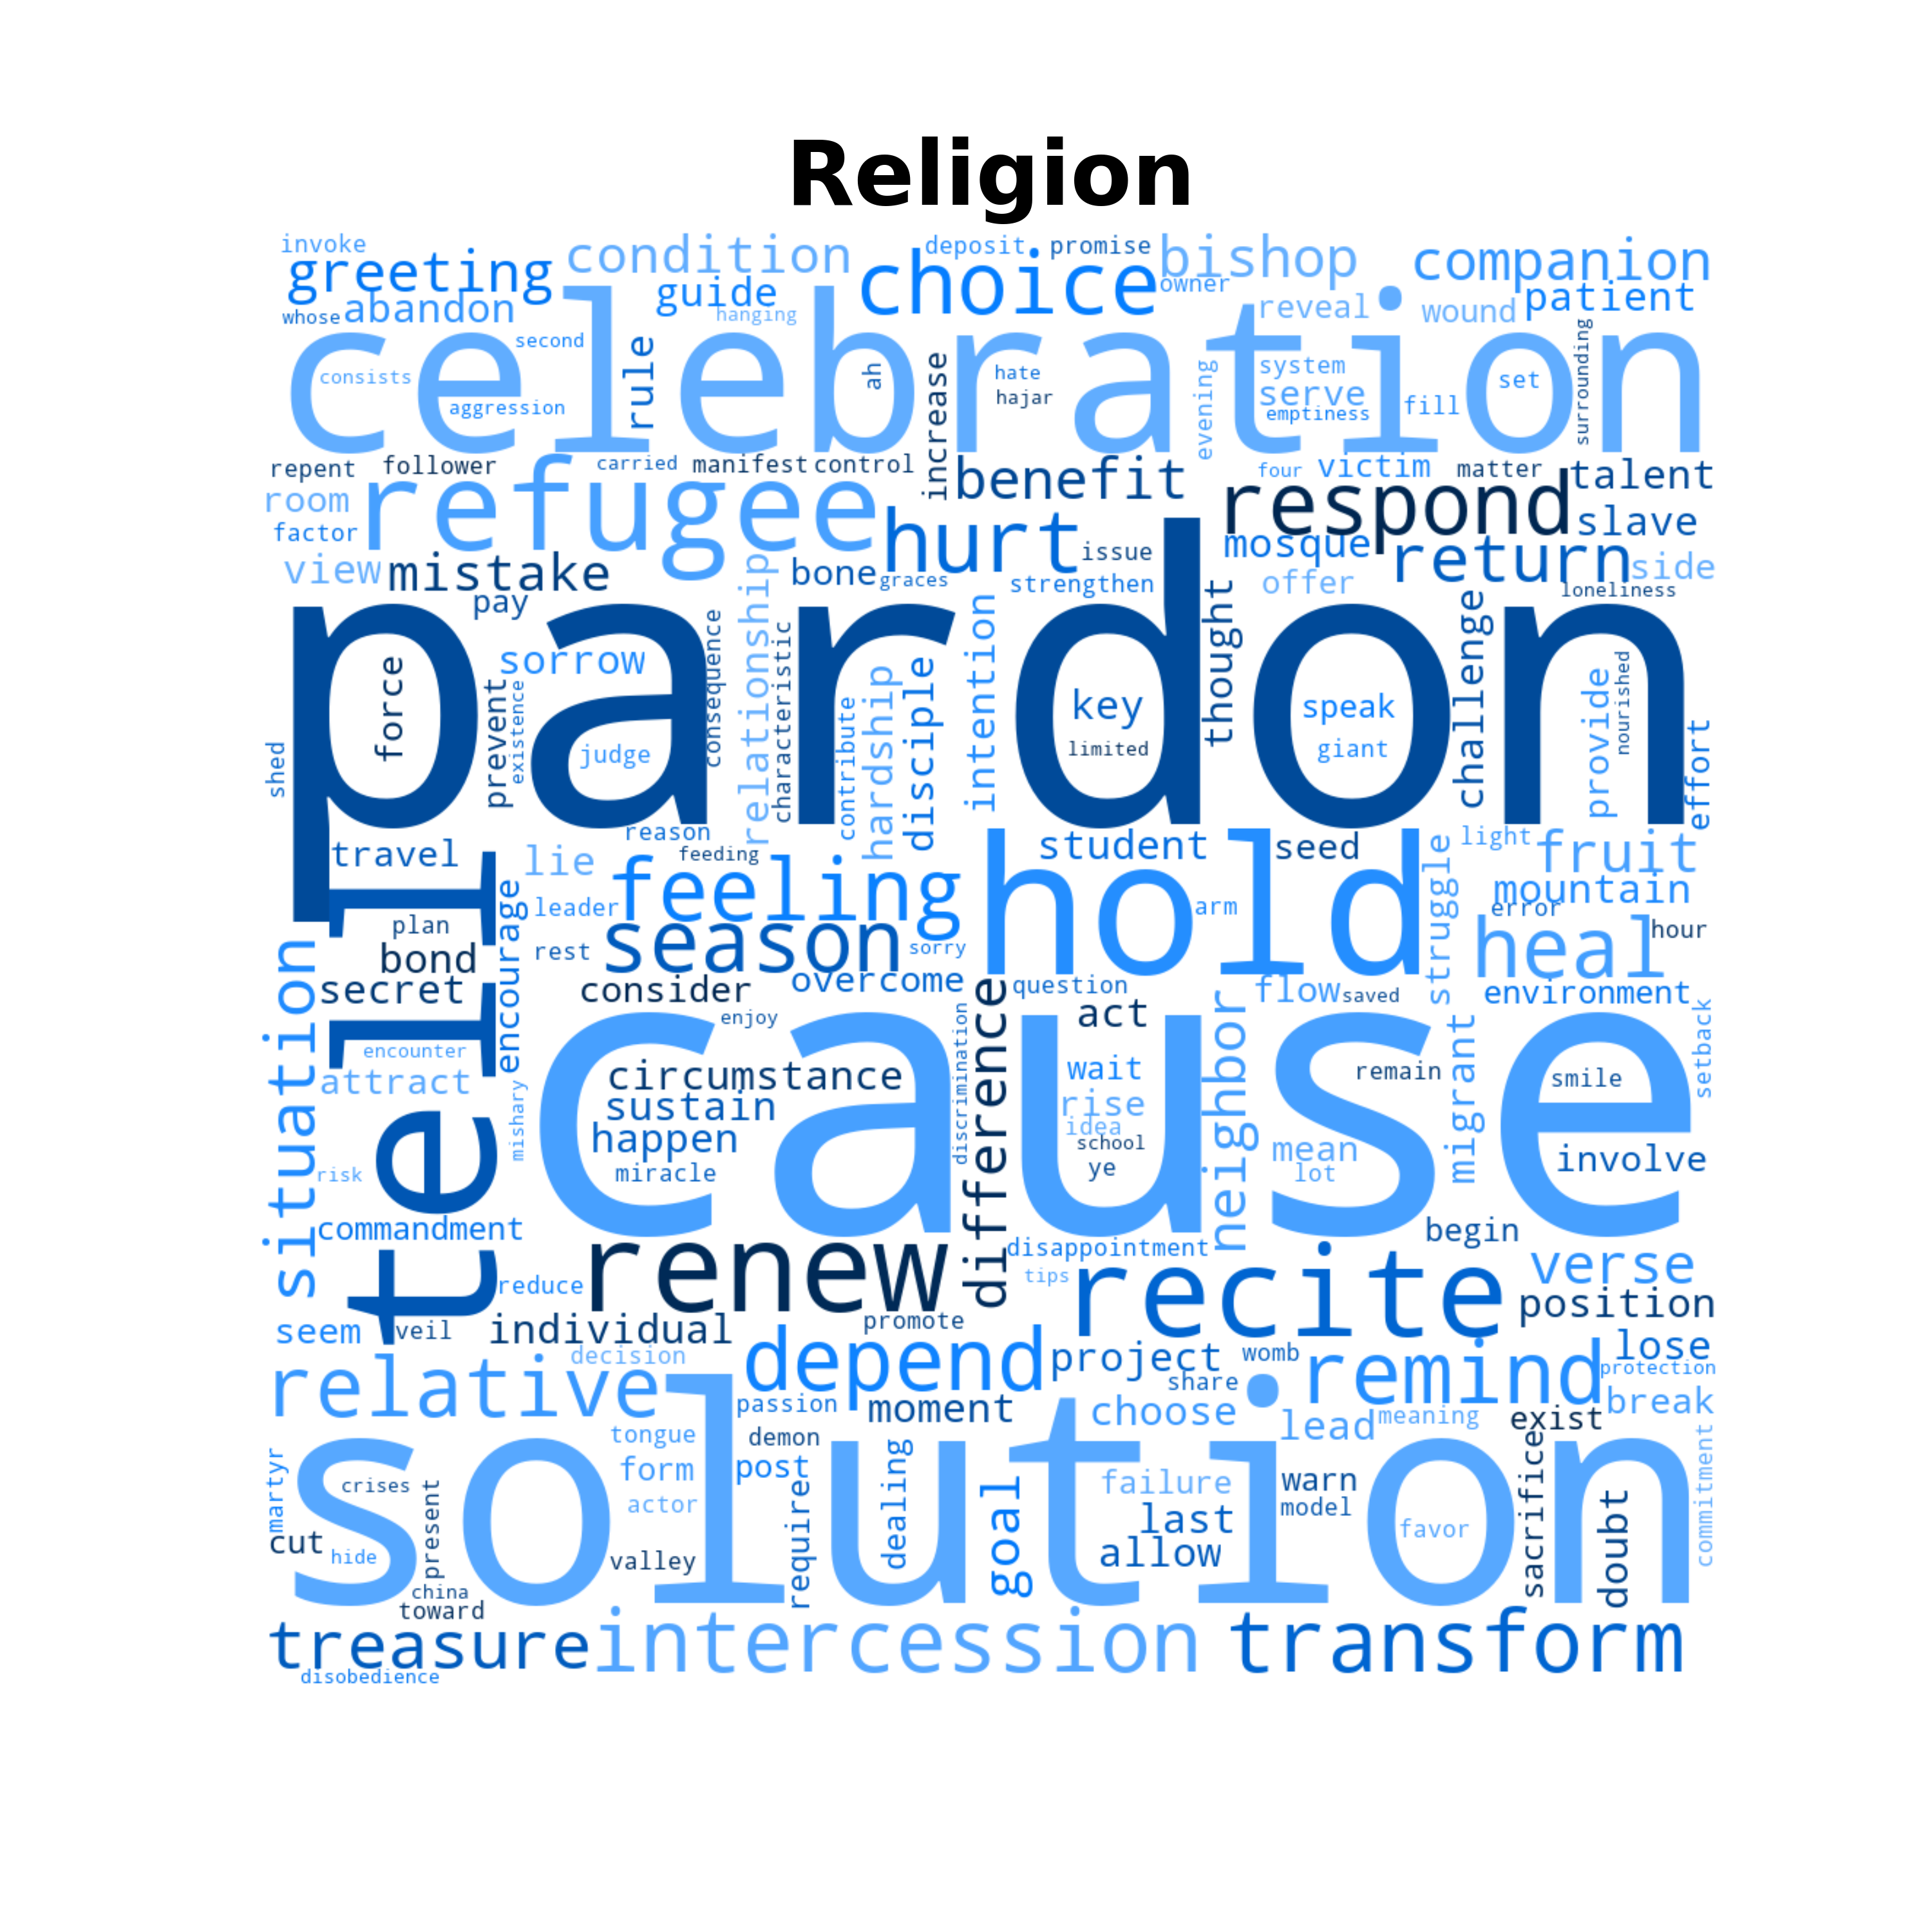 Religion
invoke
deposit promise
greeting condition choice bishop companion
whose abandon guide hanging owner reveal wound patient
celebration
second
consists aggression rule ah increase hate hajar evening system serve emptiness fill set surrounding
repent follower carried manifest control benefit four victim matter talent
room refugee respond slave
factor hurt mosque return
view mistake bone graces issue strengthen offer side
pay loneliness
pardon
sorrow
shed force prevent existence judge consequence relationship characteristic contribute hardship disciple intention key limited thought speak giant challenge provide nourished effort
reason
travel lie feeding student seed light fruit
feeling hold
leader arm struggle mountain
error
plan encourage season sorry heal hour
bond rest
secret consider overcome question flow saved environment
tell
enjoy act
cause
situation encounter circumstance discrimination difference wait neighbor remain migrant smile setback
attract mishary sustain rise
happen idea
school mean involve
risk miracle ye lot
commandment begin
renew disappointment recite verse
reduce tips position
seem veil individual promote
relative decision depend project womb remind lose
share protection
passion moment choose lead meaning exist break
solution
tongue demon
martyr crises present form post require dealing goal failure warn sacrifice doubt commitment
actor last model favor
cut hide valley allow
china
toward
treasure intercession transform
disobedience